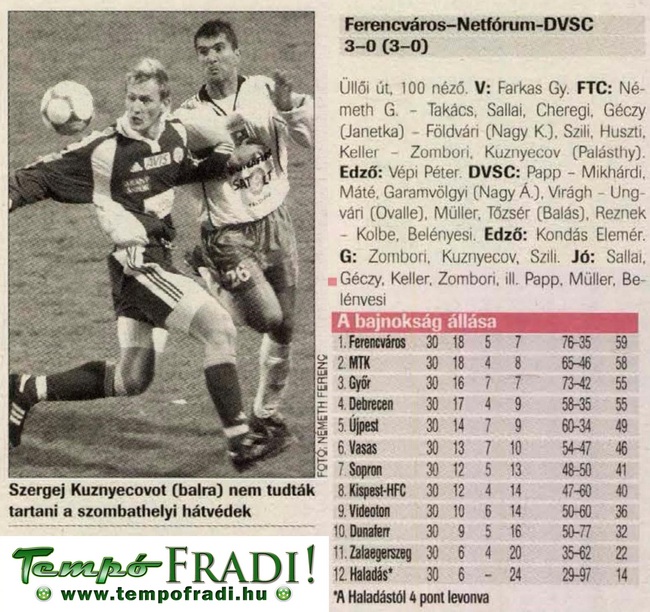 AVIS
26
FOTÓ: NÉMETH FERENC
Szergej Kuznyecovot (balra) nem tudták
tartani a szombathelyi hátvédek
Tempó FRADI!
www.tempofradi.hu
Ferencváros–Netfórum-DVSC
3–0 (3–0)
Üllői út, 100 néző. V: Farkas Gy. FTC: Né-
meth G. – Takács, Sallai, Cheregi, Géczy
(Janetka) – Földvári (Nagy K.), Szili, Huszti,
Keller – Zombori, Kuznyecov (Palásthy).
Edző: Vépi Péter. DVSC: Papp – Mikhárdi,
Máté, Garamvölgyi (Nagy Á.), Virágh – Ung-
vári (Ovalle), Müller, Tőzsér (Balás), Reznek
– Kolbe, Belényesi. Edző: Kondás Elemér.
G: Zombori, Kuznyecov, Szili. Jó: Sallai,
Géczy, Keller, Zombori, ill. Papp, Müller, Be-
lényesi
A bajnokság állása
1. Ferencváros 30 18 5 7 76–35 59
2. MTK 30 18 4 8 65–46 58
3. Győr 30 16 7 7 73–42 55
4. Debrecen 30 17 4 9 58–35 55
5. Újpest 30 14 7 9 60–34 49
6. Vasas 30 13 7 10 54–47 46
7. Sopron 30 12 5 13 48–50 41
8. Kispest-HFC 30 12 4 14 47–60 40
9. Videoton 30 10 6 14 50–60 36
10. Dunaferr 30 9 5 16 50–77 32
11. Zalaegerszeg 30 6 4 20 35–62 22
12. Haladás* 30 6 – 24 29–97 14
*A Haladástól 4 pont levonva